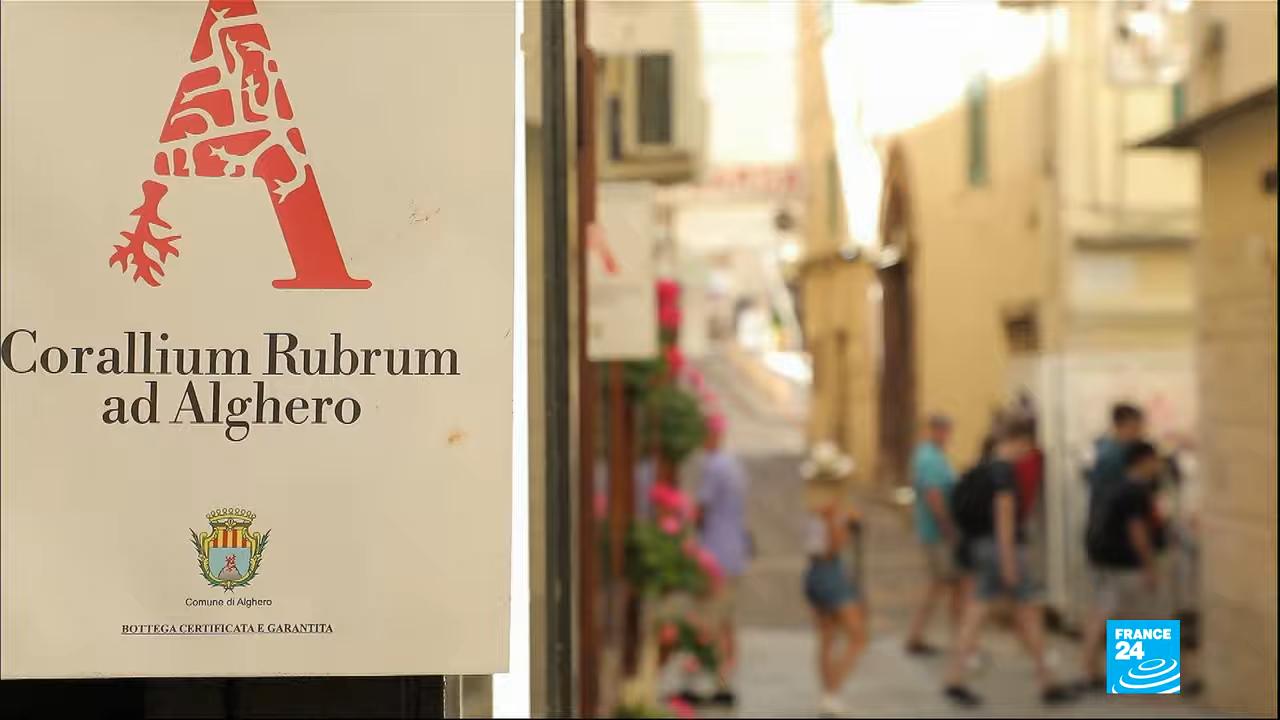 A
Corallium Rubrum
ad Alghero
Comune di Alghero
BOTTEGA CERTIFICATA E GARANTITA
FRANCE
24